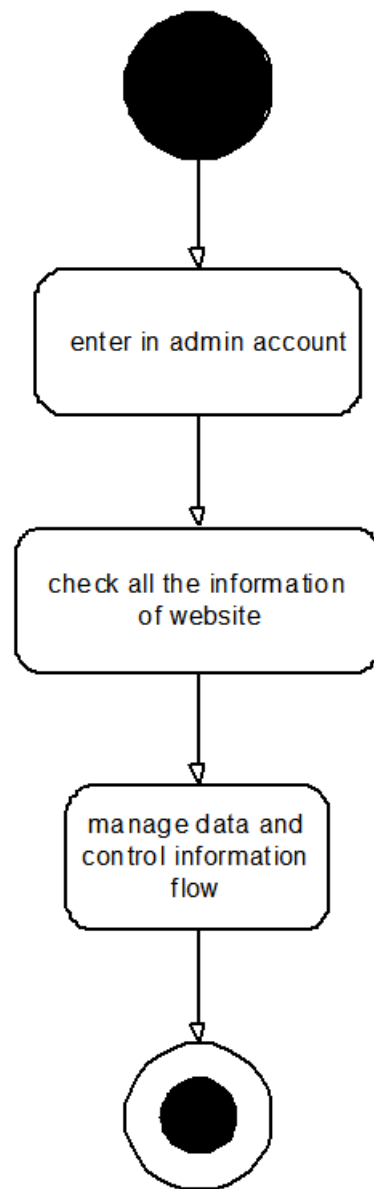 enter in admin account
check all the information
of website
manage data and
control information
flow